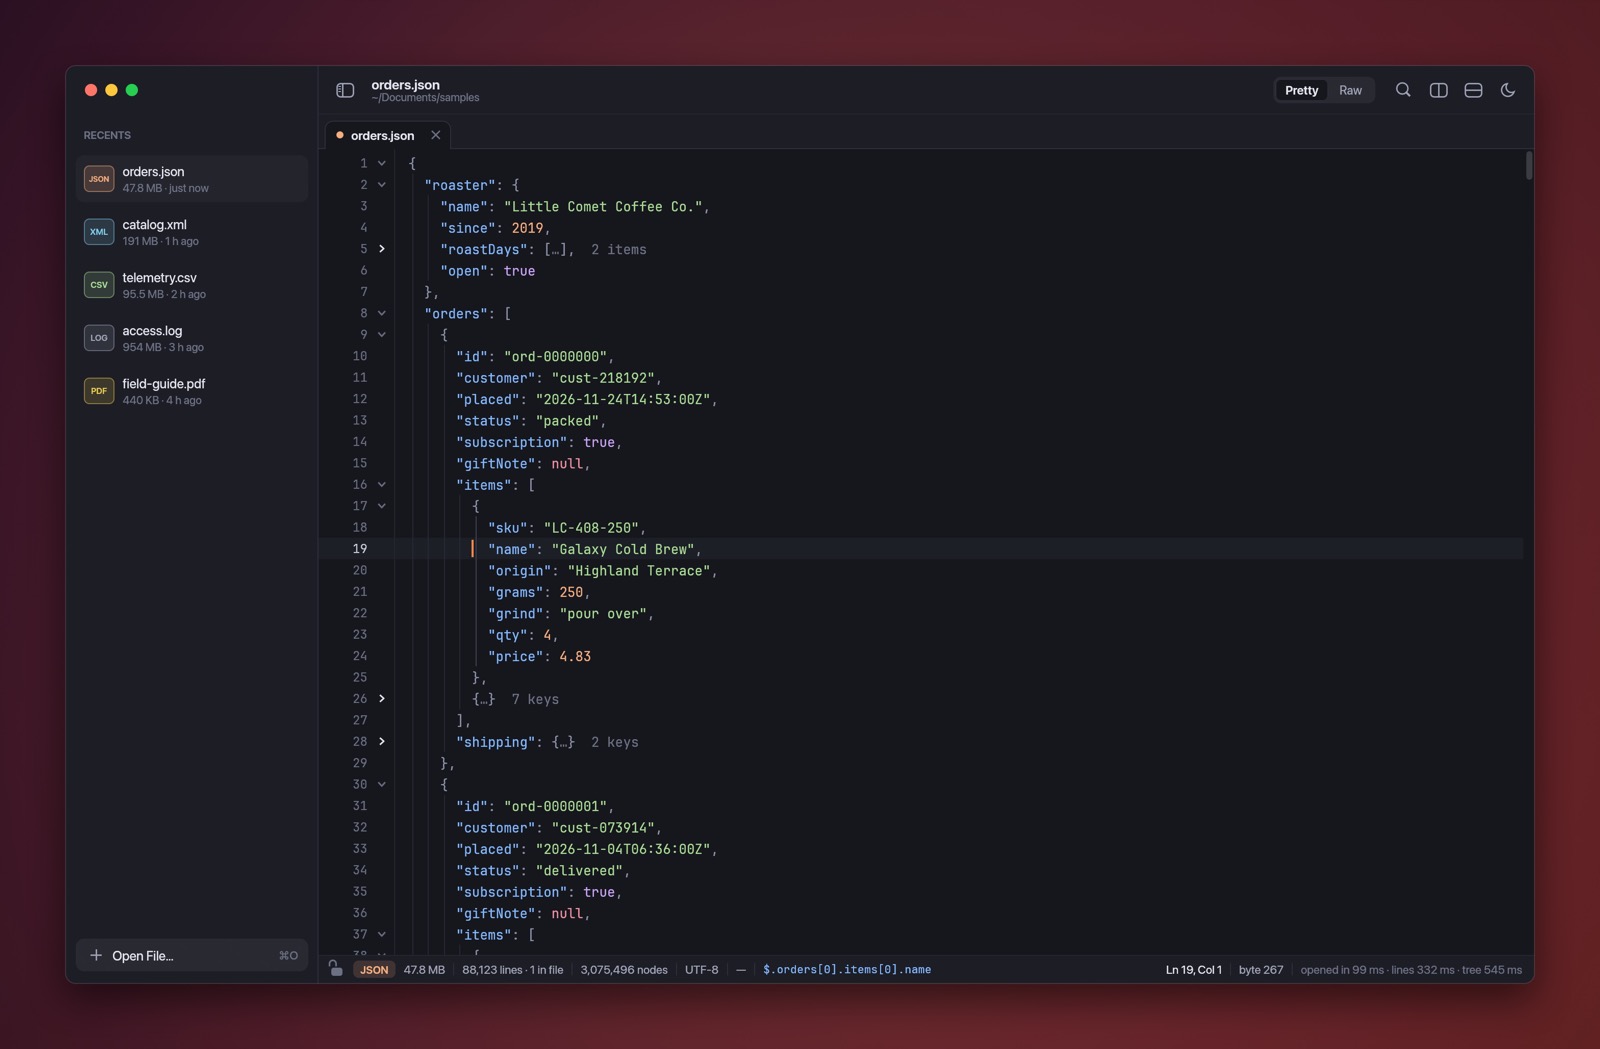 orders.json
~/Documents/samples
Pretty
Raw
RECENTS
JSON
orders.json
47.8 MB · just now
XML
catalog.xml
191 MB · 1 h ago
CSV
telemetry.csv
95.5 MB · 2 h ago
LOG
access.log
954 MB · 3 h ago
PDF
field-guide.pdf
440 KB · 4 h ago
Open File...
⌘O
orders.json
1 {
2 "roaster": {
3 "name": "Little Comet Coffee Co.",
4 "since": 2019,
5 "roastDays": […], 2 items
6 "open": true
7 },
8 "orders": [
9 {
10 "id": "ord-0000000",
11 "customer": "cust-218192",
12 "placed": "2026-11-24T14:53:00Z",
13 "status": "packed",
14 "subscription": true,
15 "giftNote": null,
16 "items": [
17 {
18 "sku": "LC-408-250",
19 "name": "Galaxy Cold Brew",
20 "origin": "Highland Terrace",
21 "grams": 250,
22 "grind": "pour over",
23 "qty": 4,
24 "price": 4.83
25 },
26 {…} 7 keys
27 ],
28 "shipping": {…} 2 keys
29 },
30 {
31 "id": "ord-0000001",
32 "customer": "cust-073914",
33 "placed": "2026-11-04T06:36:00Z",
34 "status": "delivered",
35 "subscription": true,
36 "giftNote": null,
37 "items": [
38 {
JSON 47.8 MB 88,123 lines · 1 in file 3,075,496 nodes UTF-8 — $.orders[0].items[0].name Ln 19, Col 1 byte 267 opened in 99 ms · lines 332 ms · tree 545 ms